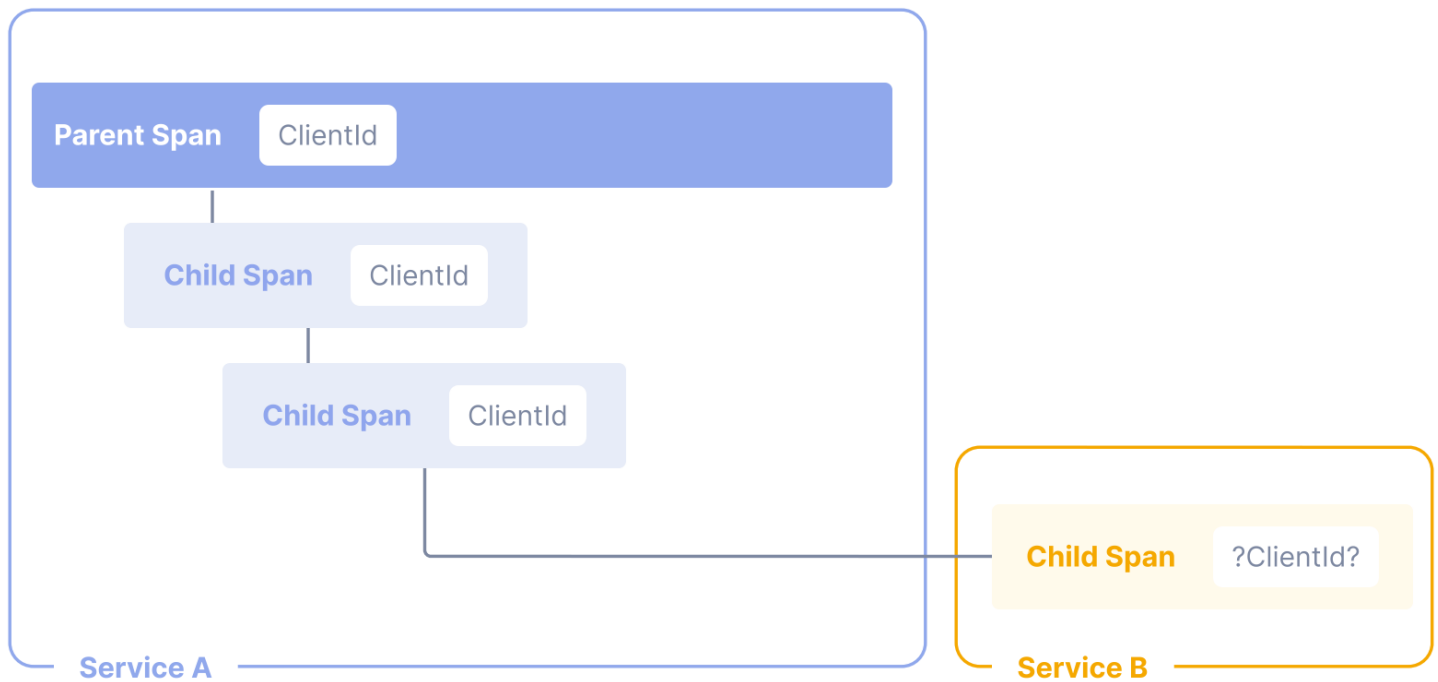 Parent Span ClientId
Child Span ClientId
Child Span ClientId
Child Span ?ClientId?
Service A
Service B